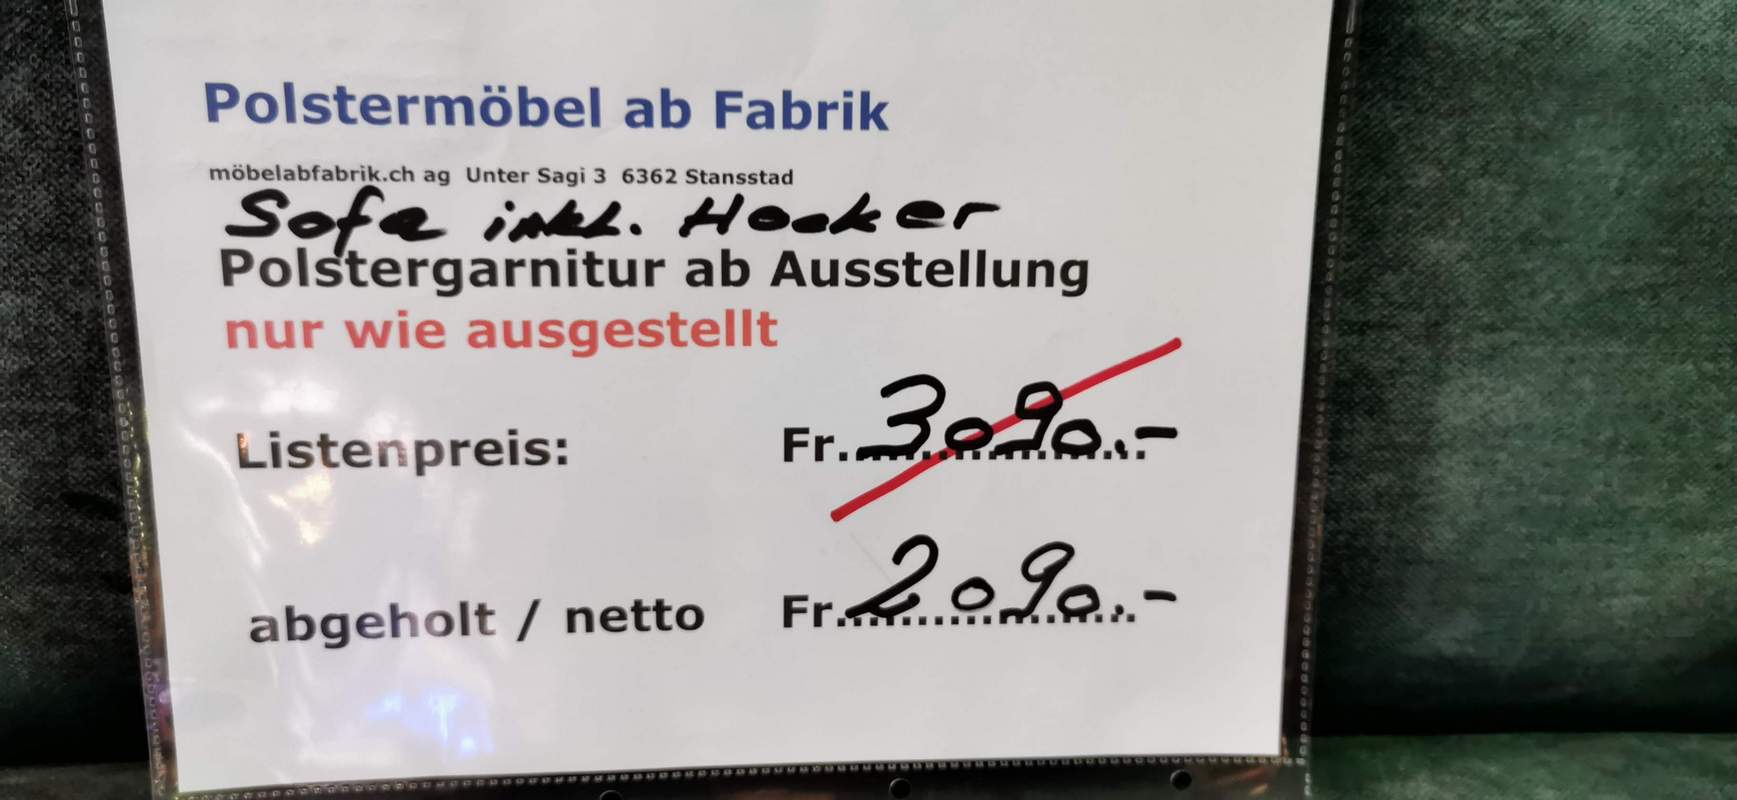 Polstermöbel ab Fabrik
möbelabfabrik.ch ag Unter Sagi 3 6362 Stansstad
Sofa inkl. Hocker
Polstergarnitur ab Ausstellung
nur wie ausgestellt
Listenpreis: Fr. 3090.-
abgeholt / netto Fr. 2090.-